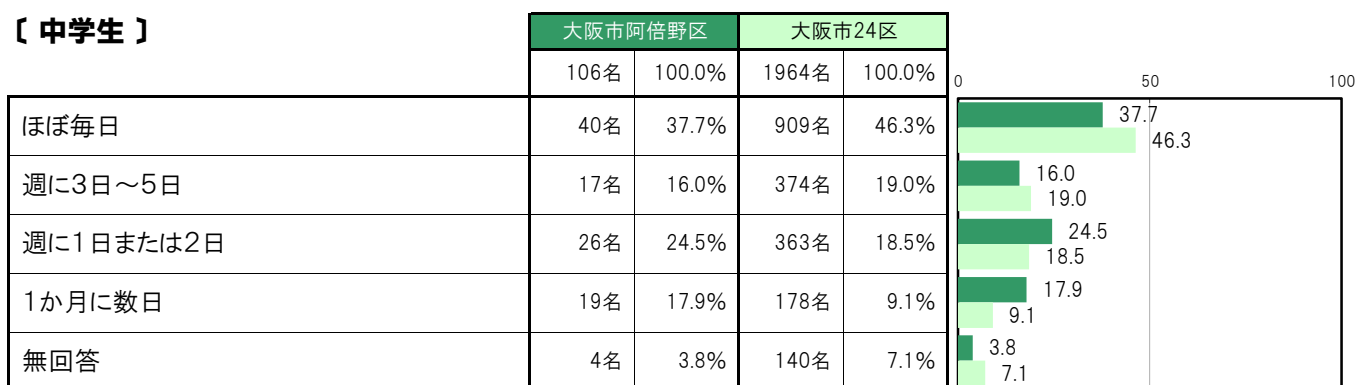 〔 中学生 〕
大阪市阿倍野区 大阪市24区
106名 100.0% 1964名 100.0% 0 50 100
ほぼ毎日 40名 37.7% 909名 46.3% 37.7
46.3
週に3日～5日 17名 16.0% 374名 19.0% 16.0
19.0
週に1日または2日 26名 24.5% 363名 18.5% 24.5
18.5
1か月に数日 19名 17.9% 178名 9.1% 17.9
9.1
無回答 4名 3.8% 140名 7.1% 3.8
7.1